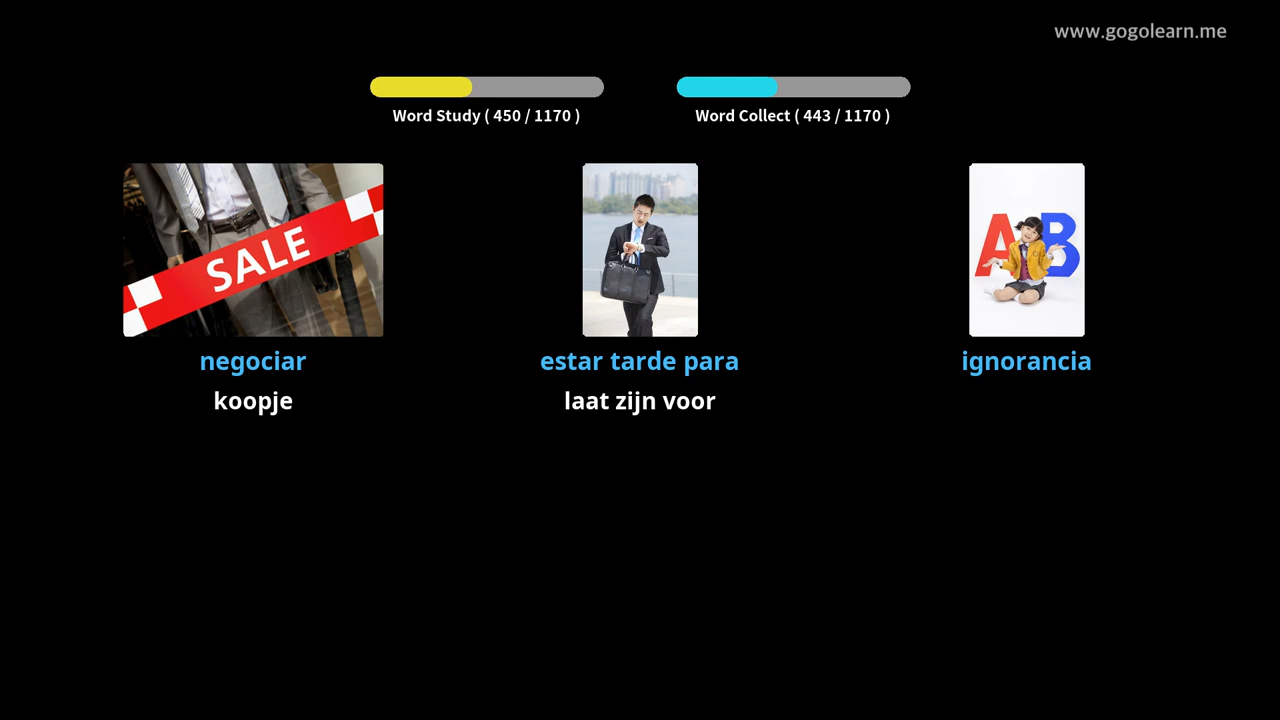 www.gogolearn.me
Word Study ( 450 / 1170 )
Word Collect ( 443 / 1170 )
SALE
A B
negociar
estar tarde para
ignorancia
koopje
laat zijn voor